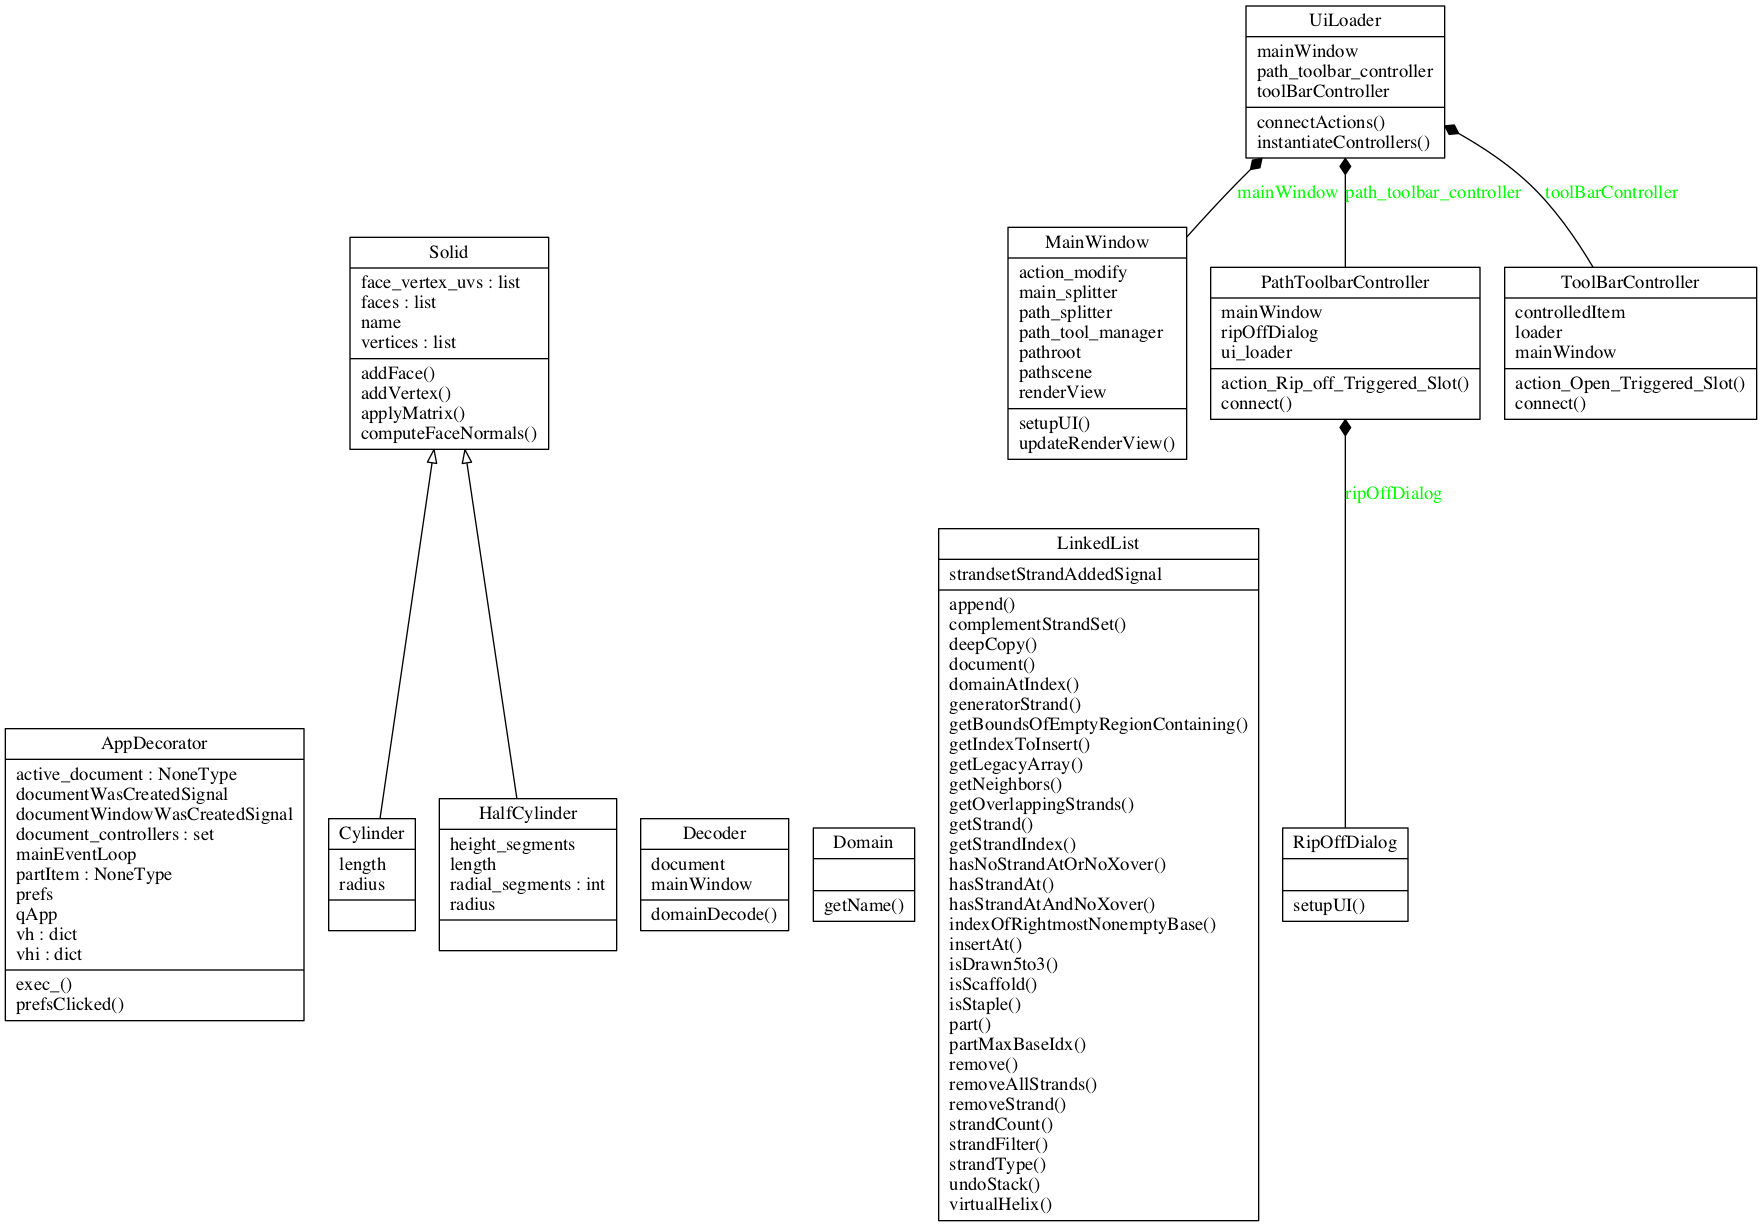 UiLoader
mainWindow
path_toolbar_controller
toolBarController
connectActions()
instantiateControllers()
mainWindow
path_toolbar_controller
toolBarController
Solid
face_vertex_uvs : list
faces : list
name
vertices : list
addFace()
addVertex()
applyMatrix()
computeFaceNormals()
MainWindow
action_modify
main_splitter
path_splitter
path_tool_manager
pathroot
pathscene
renderView
setupUI()
updateRenderView()
PathToolbarController
mainWindow
ripOffDialog
ui_loader
action_Rip_off_Triggered_Slot()
connect()
ToolBarController
controlledItem
loader
mainWindow
action_Open_Triggered_Slot()
connect()
ripOffDialog
AppDecorator
active_document : NoneType
documentWasCreatedSignal
documentWindowWasCreatedSignal
document_controllers : set
mainEventLoop
partItem : NoneType
prefs
qApp
vh : dict
vhi : dict
exec_()
prefsClicked()
Cylinder
length
radius
HalfCylinder
height_segments
length
radial_segments : int
radius
Decoder
document
mainWindow
domainDecode()
Domain
getName()
LinkedList
strandsetStrandAddedSignal
append()
complementStrandSet()
deepCopy()
document()
domainAtIndex()
generatorStrand()
getBoundsOfEmptyRegionContaining()
getIndexToInsert()
getLegacyArray()
getNeighbors()
getOverlappingStrands()
getStrand()
getStrandIndex()
hasNoStrandAtOrNoXover()
hasStrandAt()
hasStrandAtAndNoXover()
indexOfRightmostNonemptyBase()
insertAt()
isDrawn5to3()
isScaffold()
isStaple()
part()
partMaxBaseIdx()
remove()
removeAllStrands()
removeStrand()
strandCount()
strandFilter()
strandType()
undoStack()
virtualHelix()
RipOffDialog
setupUI()